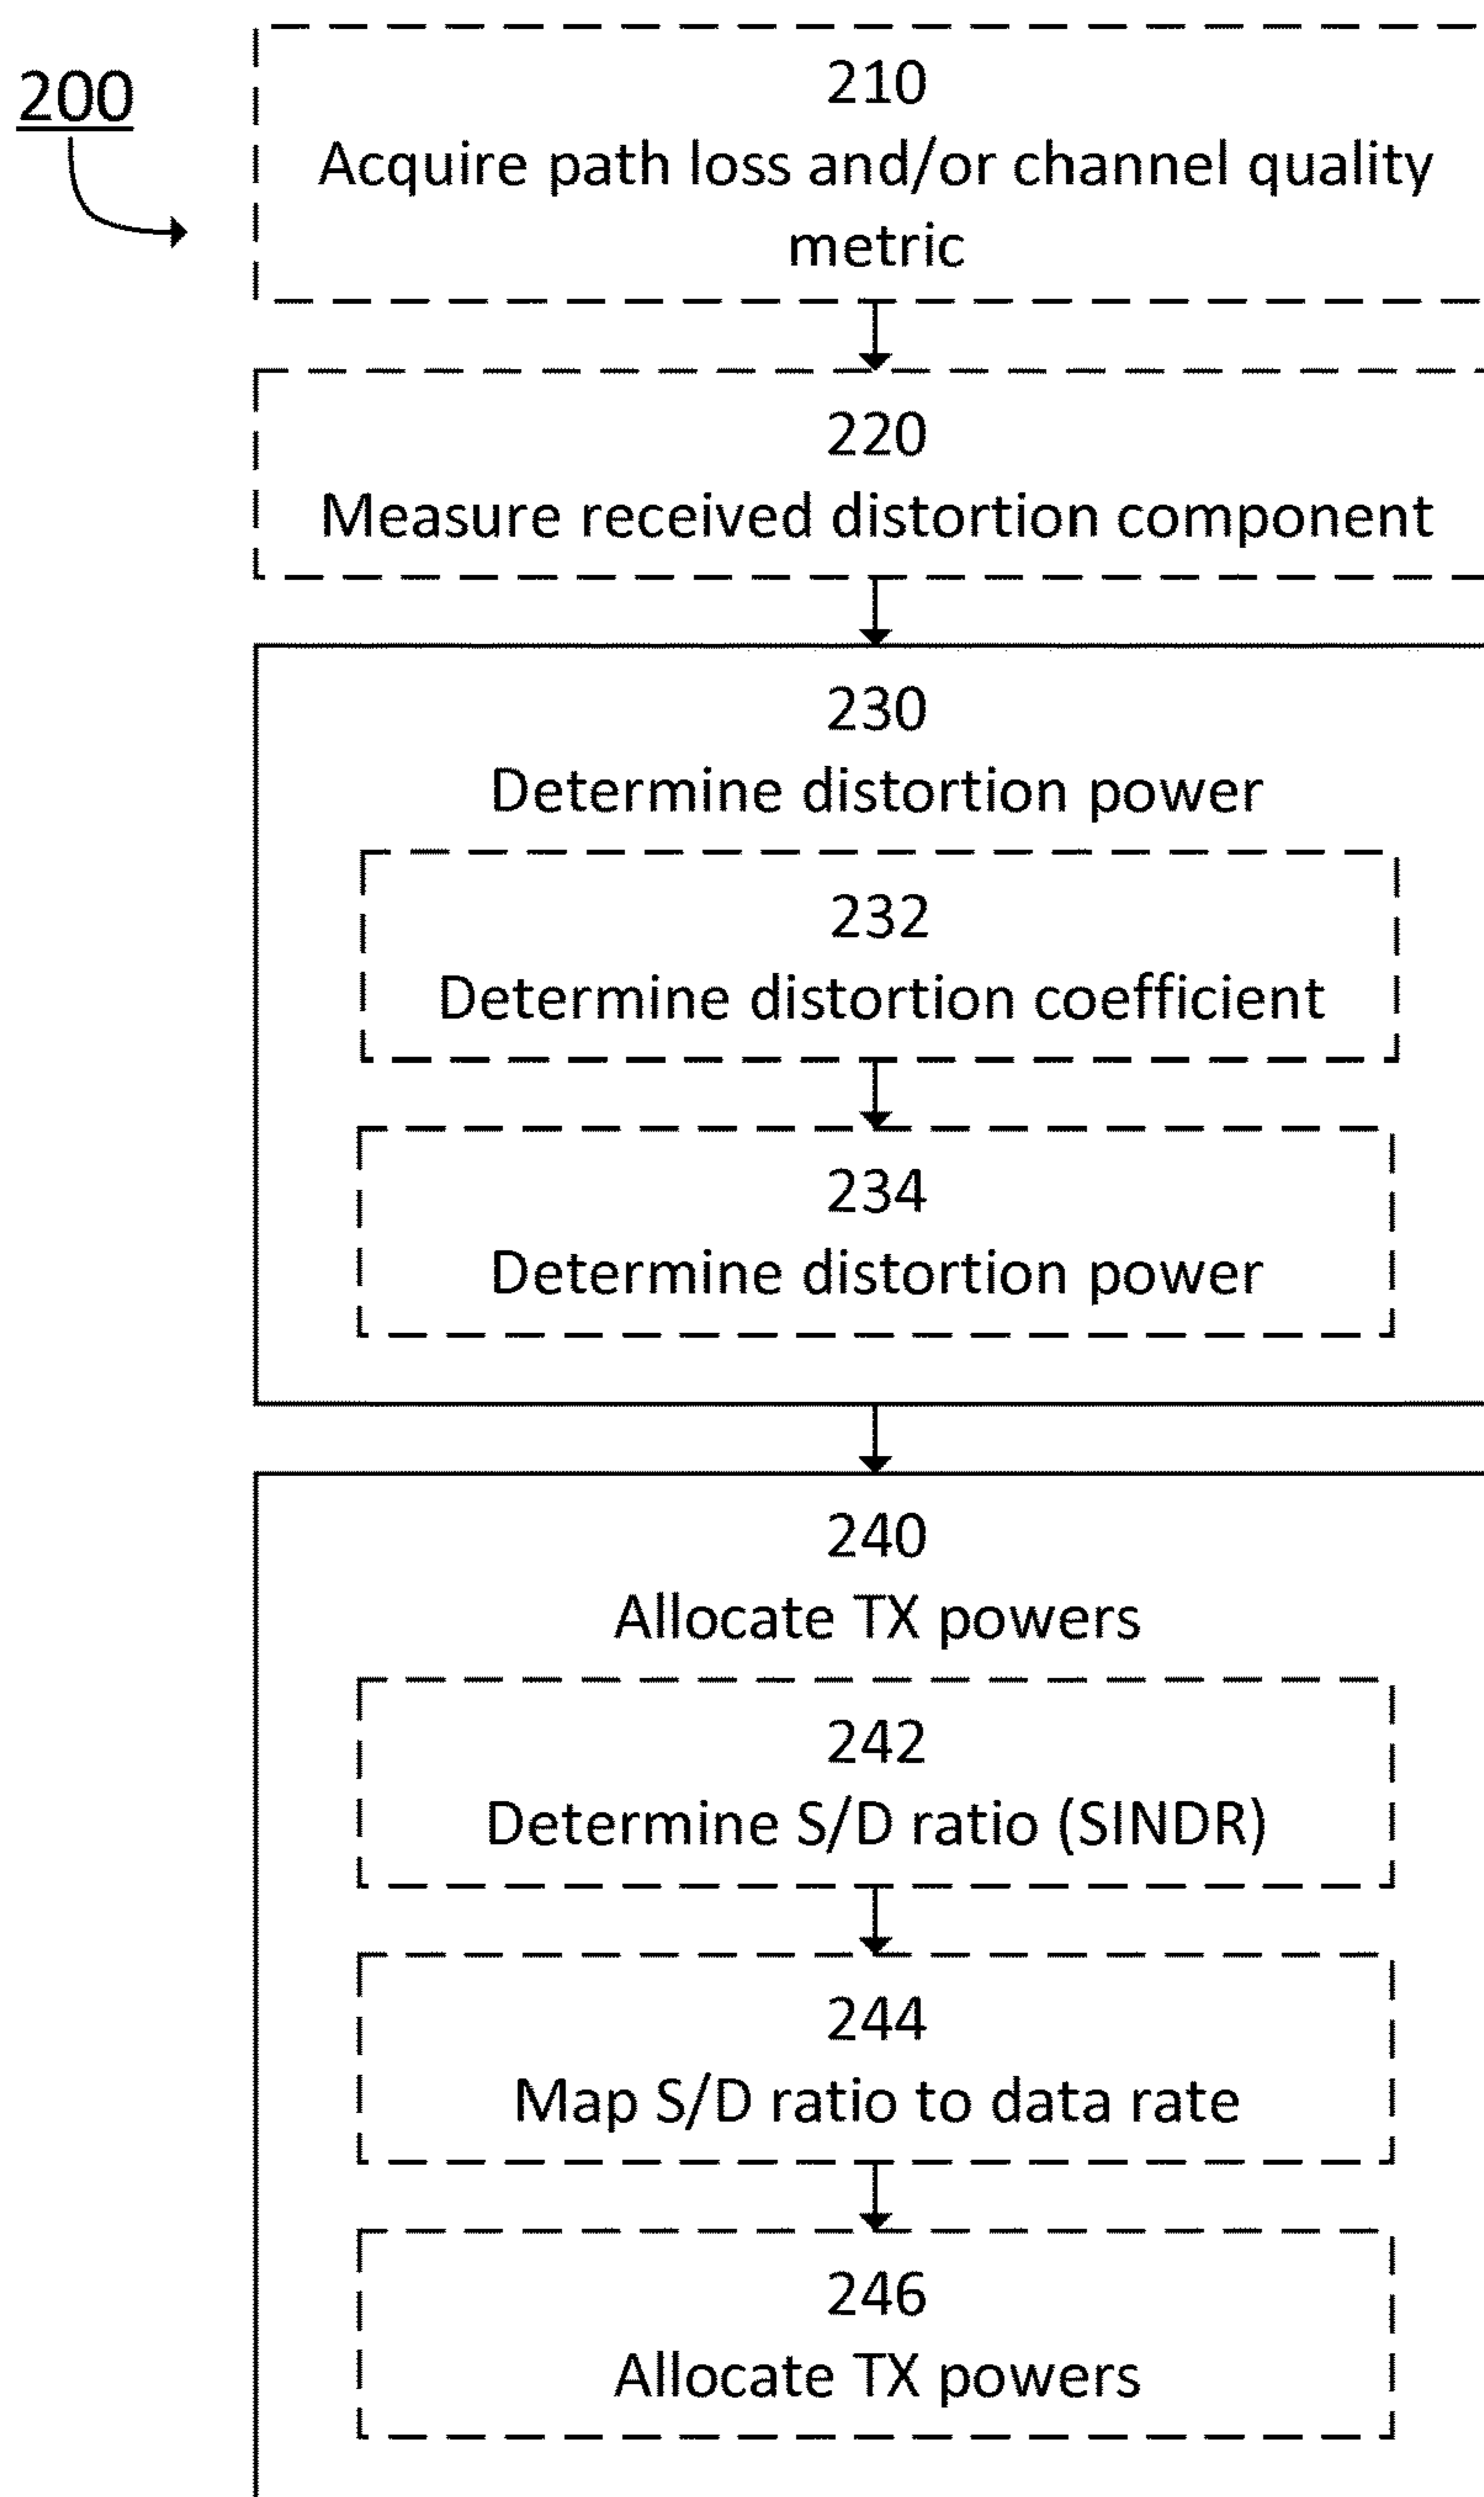 200
210
Acquire path loss and/or channel quality
metric
220
Measure received distortion component
230
Determine distortion power
232
Determine distortion coefficient
234
Determine distortion power
240
Allocate TX powers
242
Determine S/D ratio (SINDR)
244
Map S/D ratio to data rate
246
Allocate TX powers